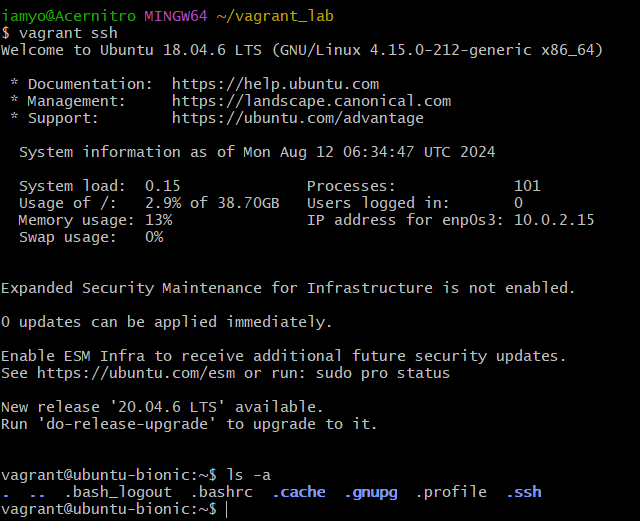 iamyo@Acernitro MINGW64 ~/vagrant_lab
$ vagrant ssh
Welcome to Ubuntu 18.04.6 LTS (GNU/Linux 4.15.0-212-generic x86_64)
* Documentation:  https://help.ubuntu.com
* Management:     https://landscape.canonical.com
* Support:        https://ubuntu.com/advantage
System information as of Mon Aug 12 06:34:47 UTC 2024
System load:  0.15              Processes:             101
Usage of /:   2.9% of 38.70GB   Users logged in:       0
Memory usage: 13%               IP address for enp0s3: 10.0.2.15
Swap usage:   0%
Expanded Security Maintenance for Infrastructure is not enabled.
0 updates can be applied immediately.
Enable ESM Infra to receive additional future security updates.
See https://ubuntu.com/esm or run: sudo pro status
New release '20.04.6 LTS' available.
Run 'do-release-upgrade' to upgrade to it.
vagrant@ubuntu-bionic:~$ ls -a
.  ..  .bash_logout  .bashrc  .cache  .gnupg  .profile  .ssh
vagrant@ubuntu-bionic:~$